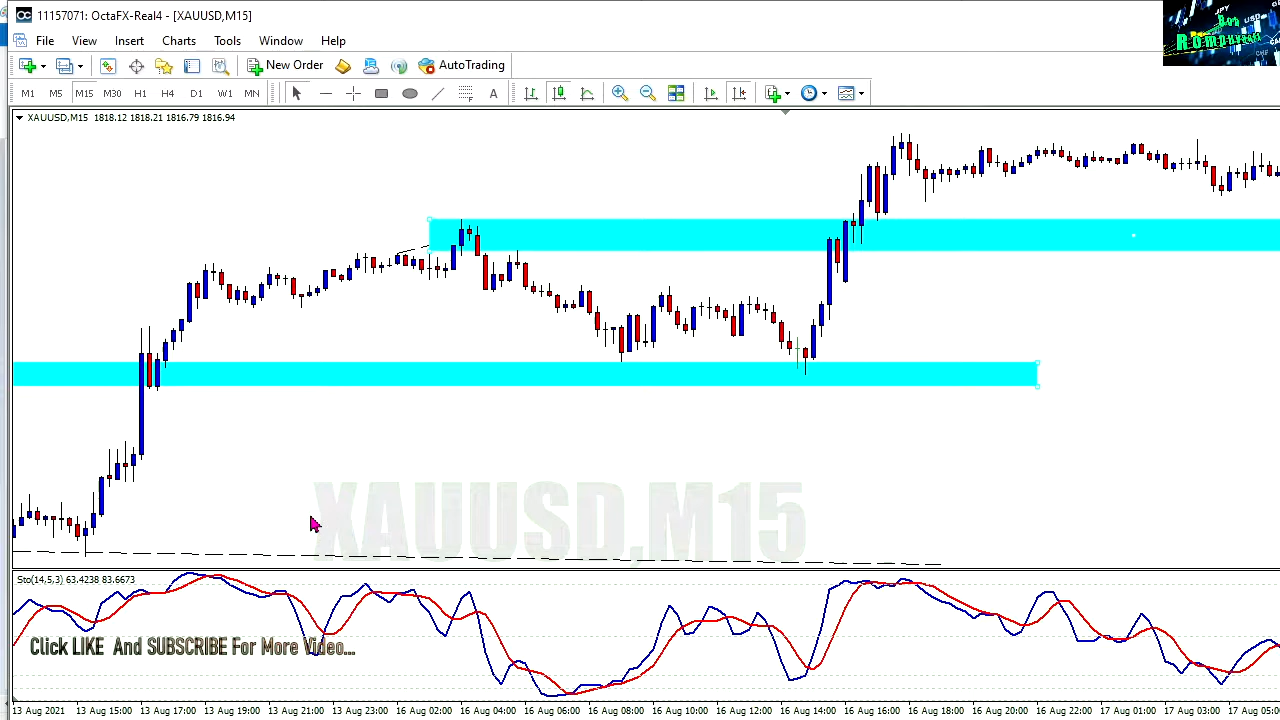 11157071: OctaFX-Real4 - [XAUUSD,M15]
File View Insert Charts Tools Window Help
New Order AutoTrading
M1 M5 M15 M30 H1 H4 D1 W1 MN A
XAUUSD,M15 1818.12 1818.21 1816.79 1816.94
XAUUSD,M15
Sto(14,5,3) 63.4238 83.6673
Click LIKE And SUBSCRIBE For More Video...
13 Aug 2021 13 Aug 15:00 13 Aug 17:00 13 Aug 19:00 13 Aug 21:00 13 Aug 23:00 16 Aug 02:00 16 Aug 04:00 16 Aug 06:00 16 Aug 08:00 16 Aug 10:00 16 Aug 12:00 16 Aug 14:00 16 Aug 16:00 16 Aug 18:00 16 Aug 20:00 16 Aug 22:00 17 Aug 01:00 17 Aug 03:00 17 Aug 05:00